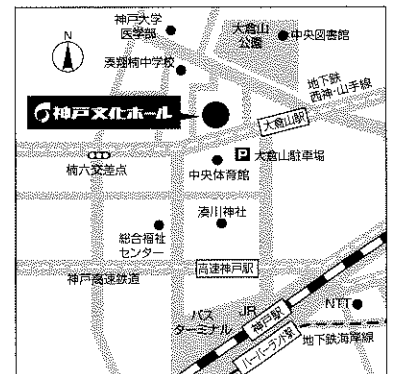 神戸大学
医学部
N
湊翔楠中学校
大倉山
公園
中央図書館
地下鉄
西神・山手線
神戸文化ホール
大倉山駅
P 大倉山駐車場
楠六交差点
中央体育館
湊川神社
総合福祉
センター
高速神戸駅
神戸高速鉄道
バス
ターミナル
JR
神戸駅
NTT
ハーバーランド駅
地下鉄海岸線